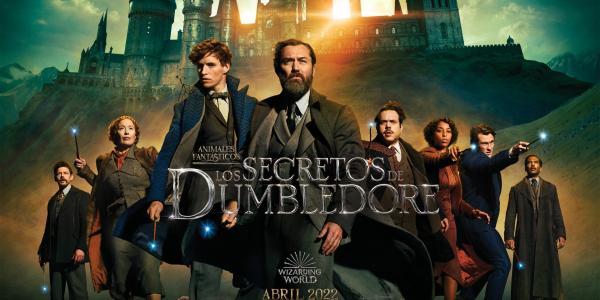 ANIMALES
FANTÁSTICOS
LOS SECRETOS DE
DUMBLEDORE
WIZARDING
WORLD
ABRIL 2022